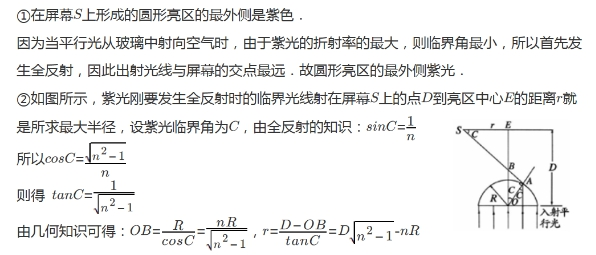 ①在屏幕S上形成的圆形亮区的最外侧是紫色．
因为当平行光从玻璃中射向空气时，由于紫光的折射率的最大，则临界角最小，所以首先发
生全反射，因此出射光线与屏幕的交点最远．故圆形亮区的最外侧紫光．
②如图所示，紫光刚要发生全反射时的临界光线射在屏幕S上的点D到亮区中心E的距离r就
是所求最大半径，设紫光临界角为C，由全反射的知识：sinC=1/n
所以cosC=√(n²-1)/n
则得 tanC=1/√(n²-1)
由几何知识可得：OB=R/cosC=nR/√(n²-1)，r=(D-OB)/tanC=D√(n²-1)-nR
S C r E
B D
A
C C
R O
入射平
行光